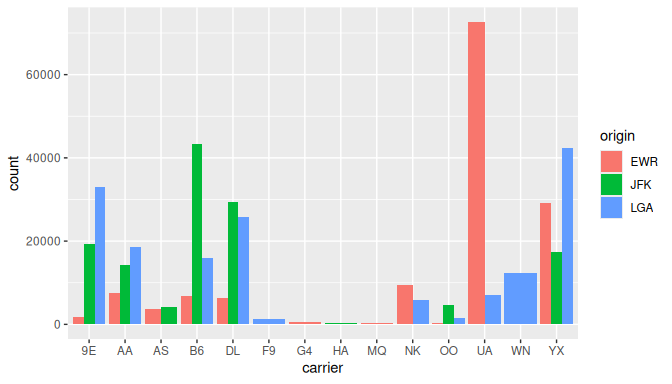 60000
40000
20000
0
count
9E AA AS B6 DL F9 G4 HA MQ NK OO UA WN YX
carrier
origin
EWR
JFK
LGA